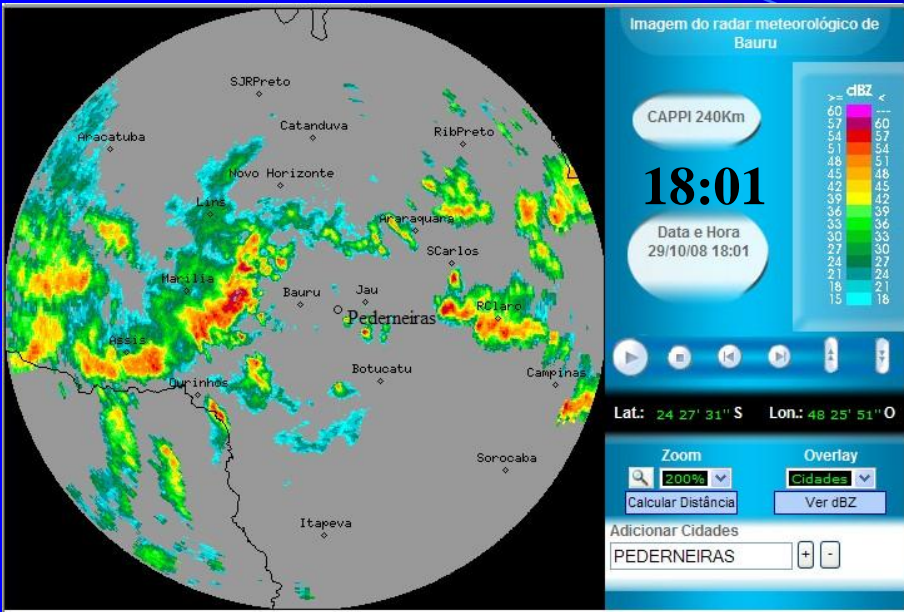 SJRPreto
Catanduva
Aracatuba
RibPreto
Novo Horizonte
Lins
Araraquara
SCarlos
Marilia
Bauru
Jau
RClaro
Pederneiras
Assis
Botucatu
Ourinhos
Campinas
Sorocaba
Itapeva
Imagem do radar meteorológico de
Bauru
CAPPI 240Km
18:01
Data e Hora
29/10/08 18:01
>= dBZ <
60 ---
57 60
54 57
51 54
48 51
45 48
42 45
39 42
36 39
33 36
30 33
27 30
24 27
21 24
18 21
15 18
Lat.: 24 27' 31'' S Lon.: 48 25' 51'' O
Zoom Overlay
200% Cidades
Calcular Distância Ver dBZ
Adicionar Cidades
PEDERNEIRAS + -